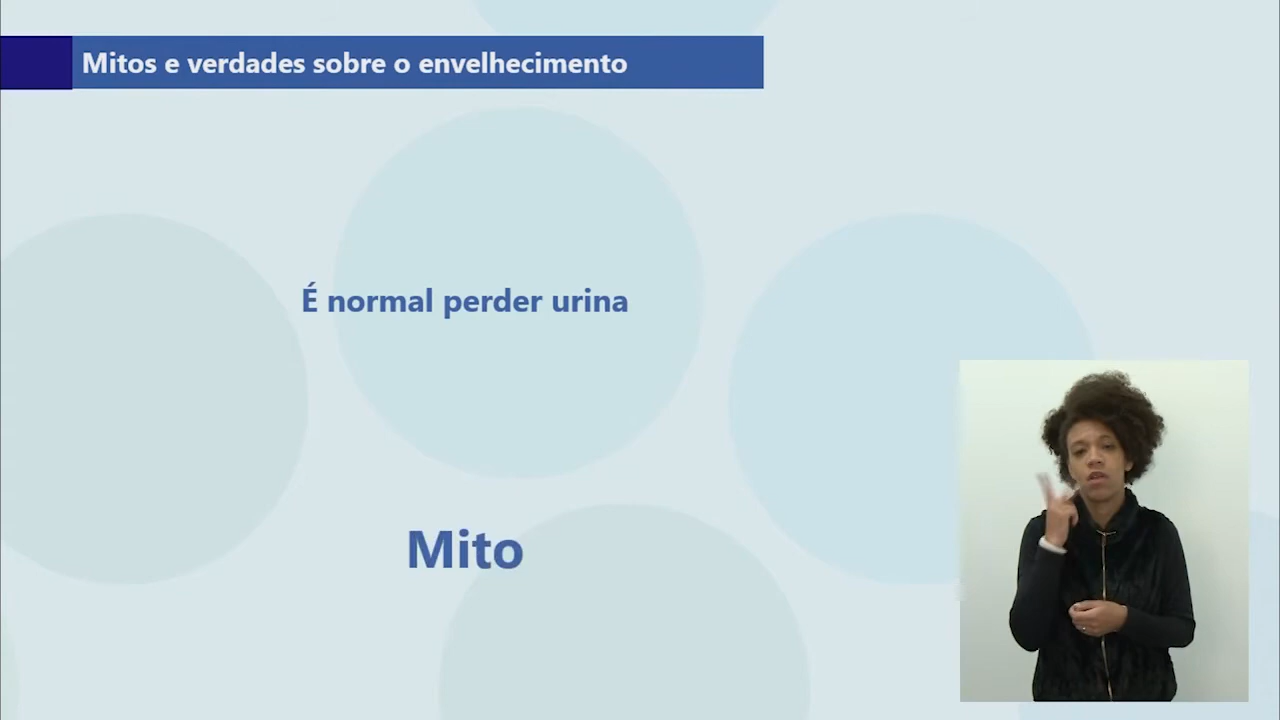 Mitos e verdades sobre o envelhecimento
É normal perder urina
Mito